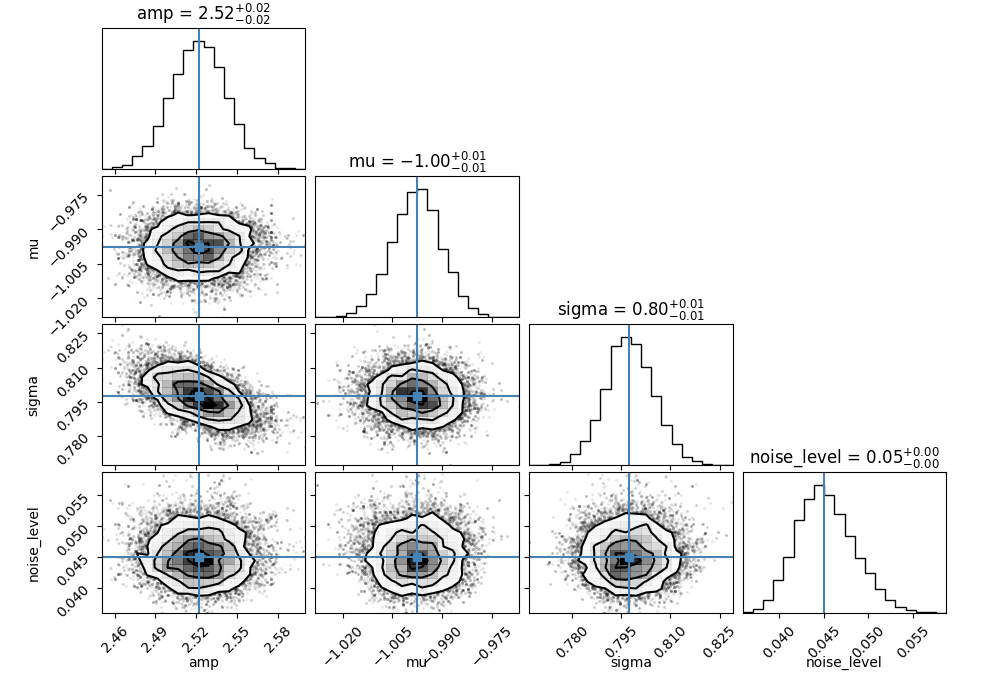 amp = 2.52+0.02−0.02
mu = −1.00+0.01−0.01
−0.975
−0.990
−1.005
−1.020
mu
sigma = 0.80+0.01−0.01
0.825
0.810
0.795
0.780
sigma
noise_level = 0.05+0.00−0.00
0.055
0.050
0.045
0.040
noise_level
2.46 2.49 2.52 2.55 2.58
−1.020 −1.005 −0.990 −0.975
0.780 0.795 0.810 0.825
0.040 0.045 0.050 0.055
amp mu sigma noise_level